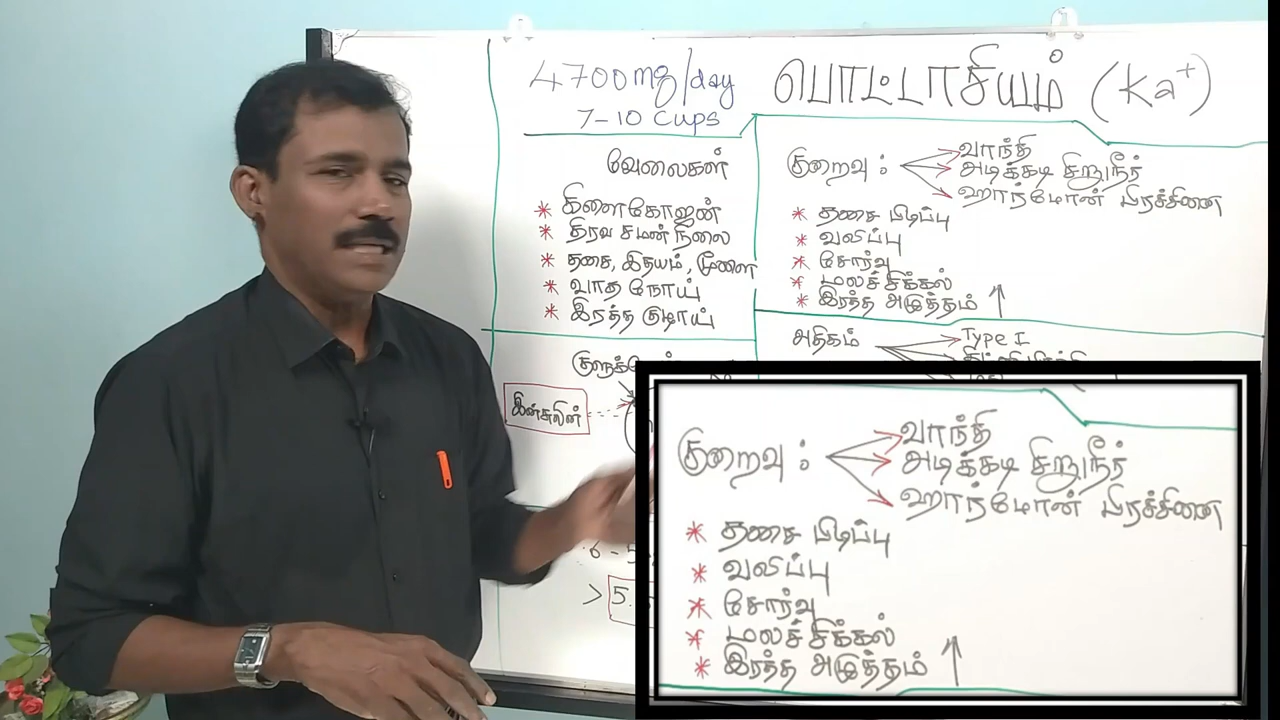 4700mg/day
7-10 Cups
பொட்டாசியம் (Ka+)
வேலைகள்
* கிளைகோஜன்
* திரவ சமன் நிலை
* தசை, இதயம், மூளை
* வாத நோய்
* இரத்த குழாய்
குறைவு :
வாந்தி
அடிக்கடி சிறுநீர்
ஹார்மோன் பிரச்சினை
* தசை பிடிப்பு
* வலிப்பு
* சோர்வு
* மலச்சிக்கல்
* இரத்த அழுத்தம் ↑
அதிகம்
Type I
இன்சுலின்
> 5.
குறைவு :
வாந்தி
அடிக்கடி சிறுநீர்
ஹார்மோன் பிரச்சினை
* தசை பிடிப்பு
* வலிப்பு
* சோர்வு
* மலச்சிக்கல்
* இரத்த அழுத்தம் ↑